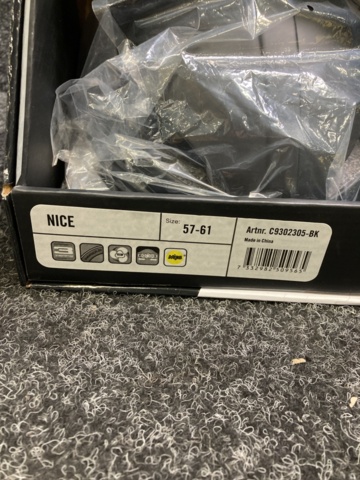 NICE
Size:
57-61
Artnr. C9302305-BK
Made in China
Mips